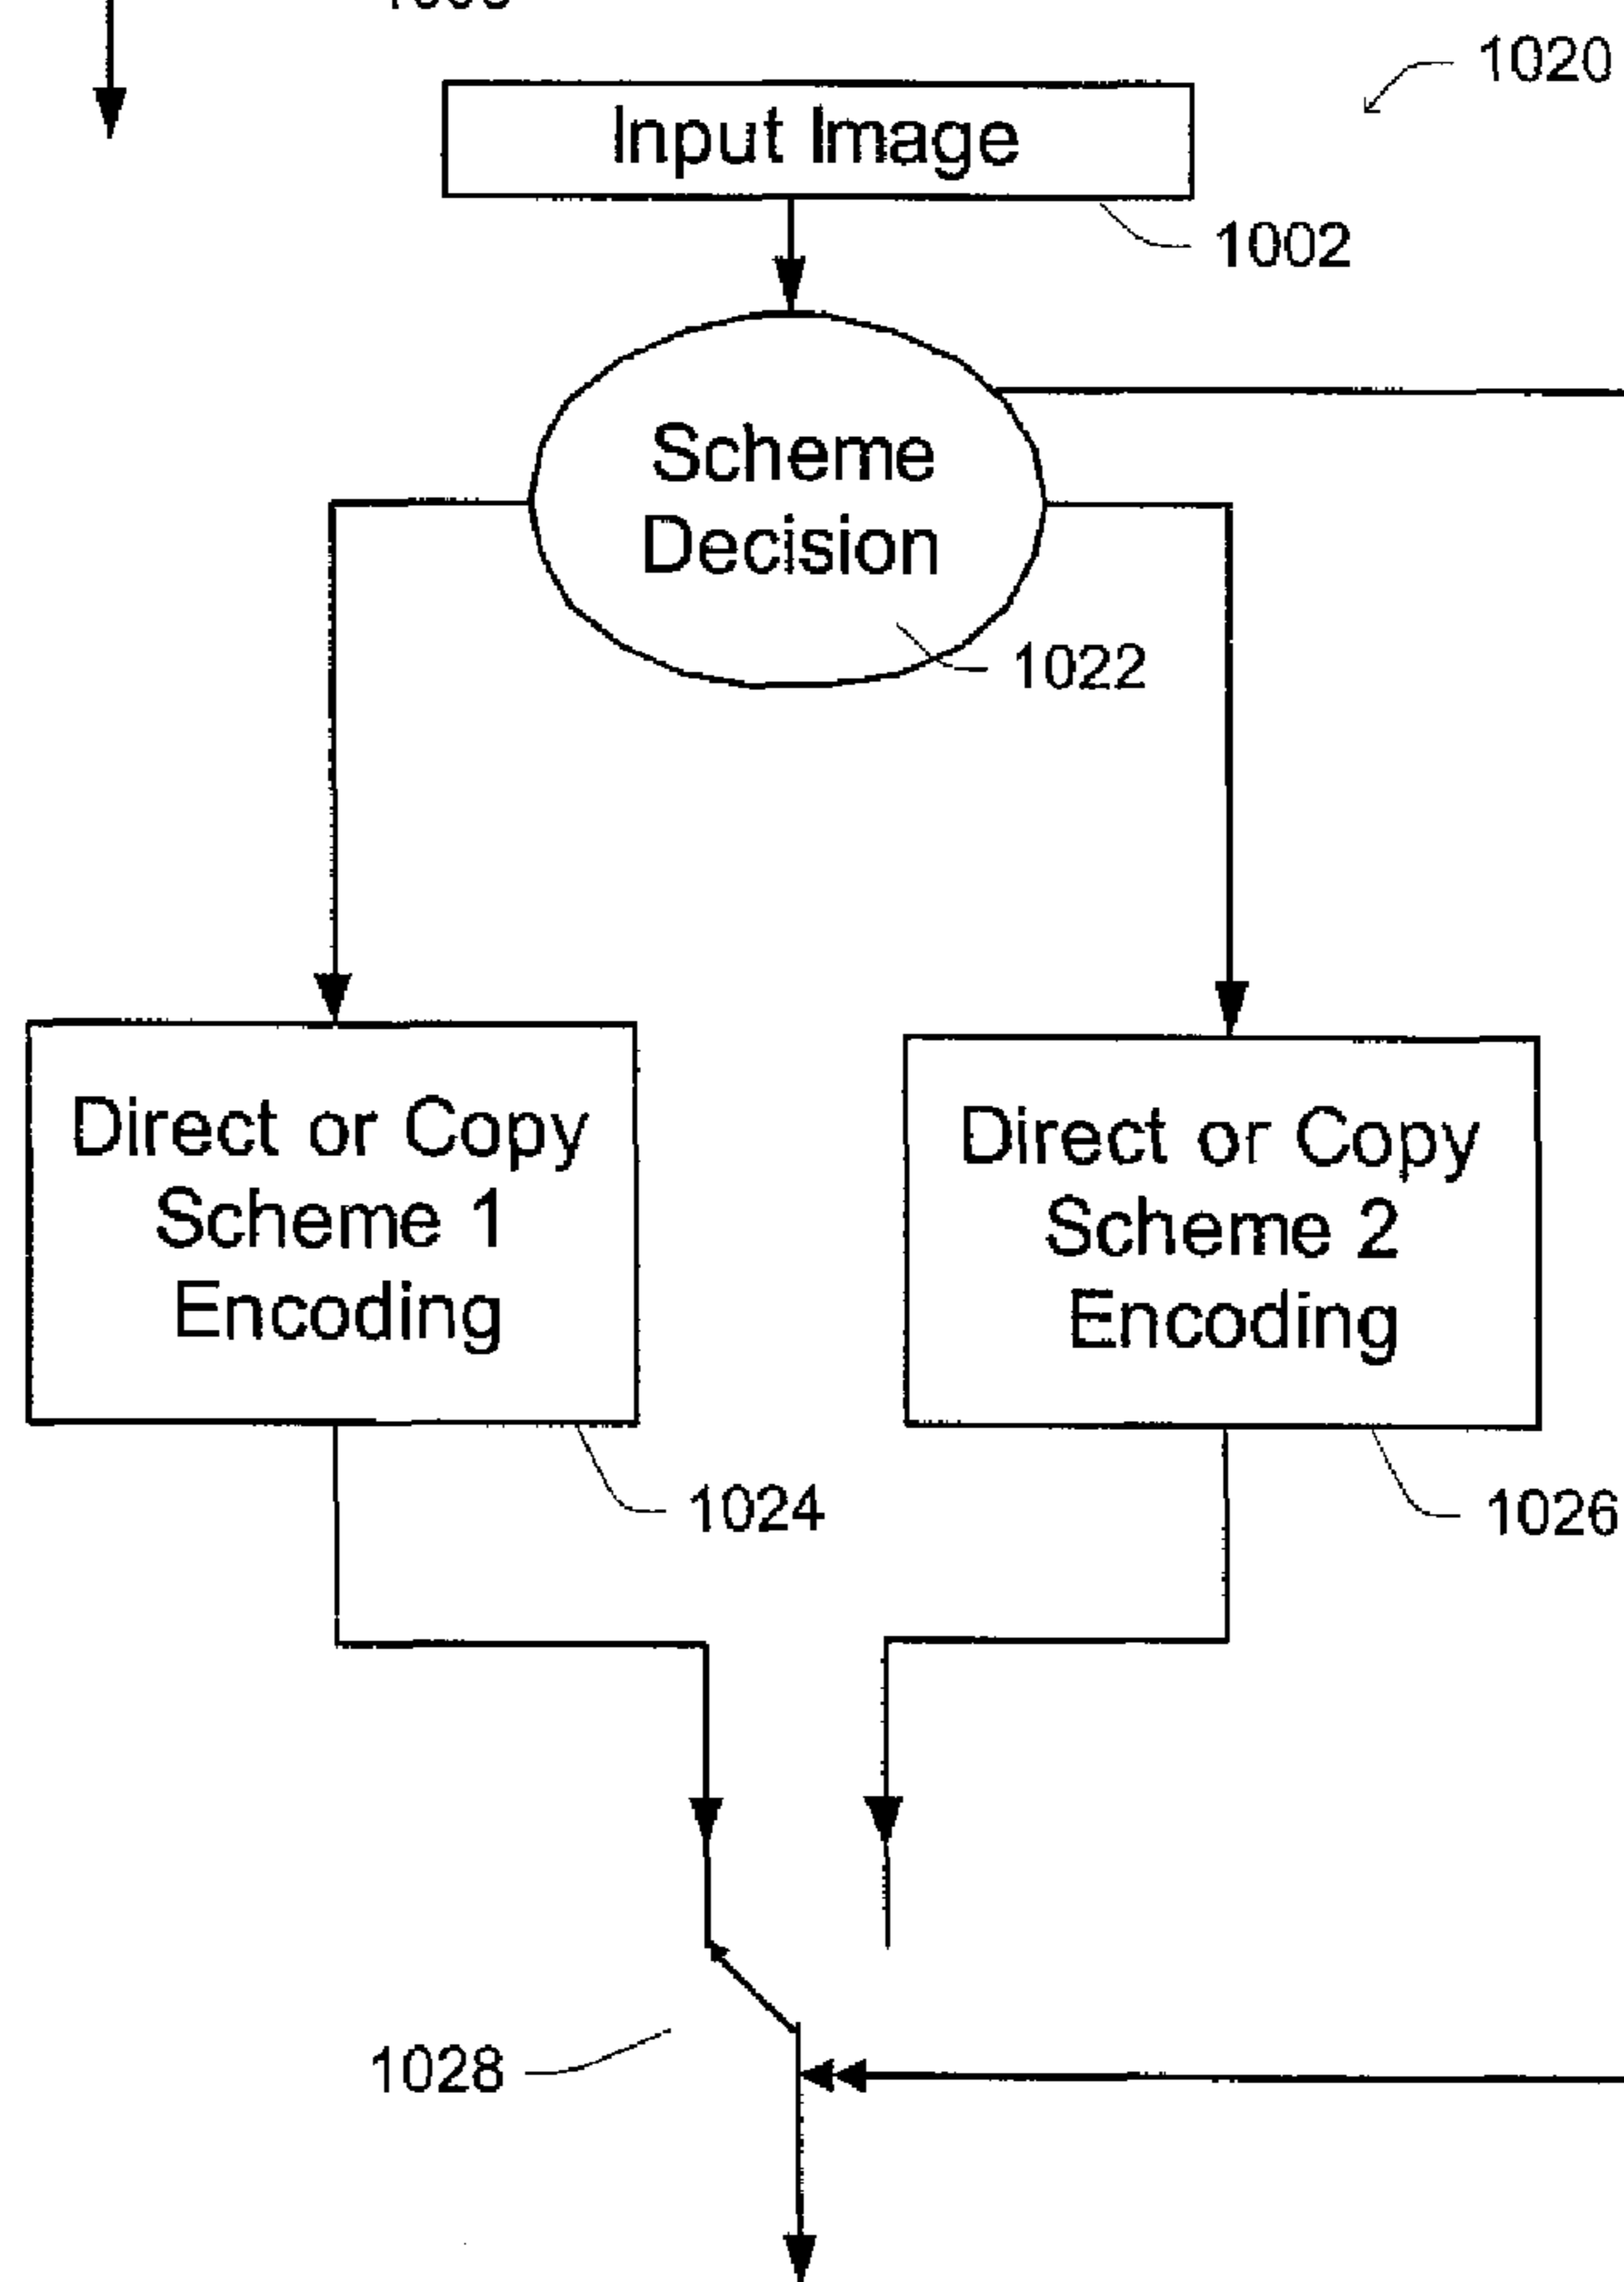 1020
Input Image
1002
Scheme
Decision
1022
Direct or Copy
Scheme 1
Encoding
Direct or Copy
Scheme 2
Encoding
1024
1026
1028